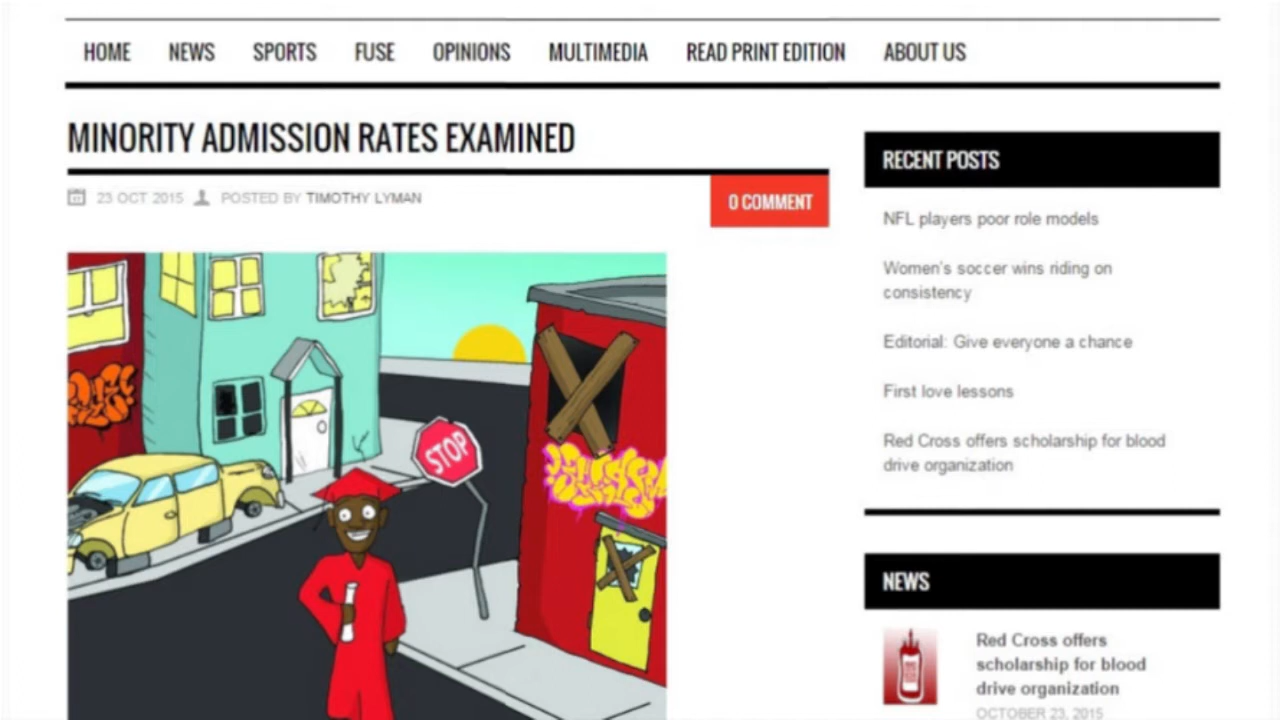 HOME NEWS SPORTS FUSE OPINIONS MULTIMEDIA READ PRINT EDITION ABOUT US
MINORITY ADMISSION RATES EXAMINED
23 OCT 2015 POSTED BY TIMOTHY LYMAN
0 COMMENT
STOP
RECENT POSTS
NFL players poor role models
Women's soccer wins riding on
consistency
Editorial: Give everyone a chance
First love lessons
Red Cross offers scholarship for blood
drive organization
NEWS
Red Cross offers
scholarship for blood
drive organization
OCTOBER 23, 2015